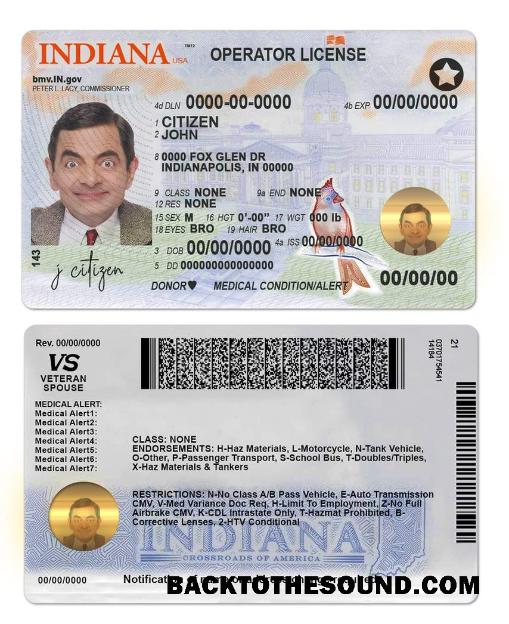 INDIANA USA
TM12
OPERATOR LICENSE
bmv.IN.gov
PETER L. LACY, COMMISSIONER
4d DLN 0000-00-0000
4b EXP 00/00/0000
1 CITIZEN
2 JOHN
8 0000 FOX GLEN DR
INDIANAPOLIS, IN 00000
9 CLASS NONE 9a END NONE
12 RES NONE
15 SEX M 16 HGT 0'-00" 17 WGT 000 lb
18 EYES BRO 19 HAIR BRO
3 DOB 00/00/0000 4a ISS 00/00/0000
5 DD 000000000000000
DONOR♥ MEDICAL CONDITION/ALERT
00/00/00
143
j citizen
Rev. 00/00/0000
VS
VETERAN
SPOUSE
21
03701754541
14184
MEDICAL ALERT:
Medical Alert1:
Medical Alert2:
Medical Alert3:
Medical Alert4:
Medical Alert5:
Medical Alert6:
Medical Alert7:
CLASS: NONE
ENDORSEMENTS: H-Haz Materials, L-Motorcycle, N-Tank Vehicle,
O-Other, P-Passenger Transport, S-School Bus, T-Doubles/Triples,
X-Haz Materials & Tankers
RESTRICTIONS: N-No Class A/B Pass Vehicle, E-Auto Transmission
CMV, V-Med Variance Doc Req, H-Limit To Employment, Z-No Full
Airbrake CMV, K-CDL Intrastate Only, T-Hazmat Prohibited, B-
Corrective Lenses, 2-HTV Conditional
INDIANA
CROSSROADS OF AMERICA
00/00/0000
BACKTOTHESOUND.COM